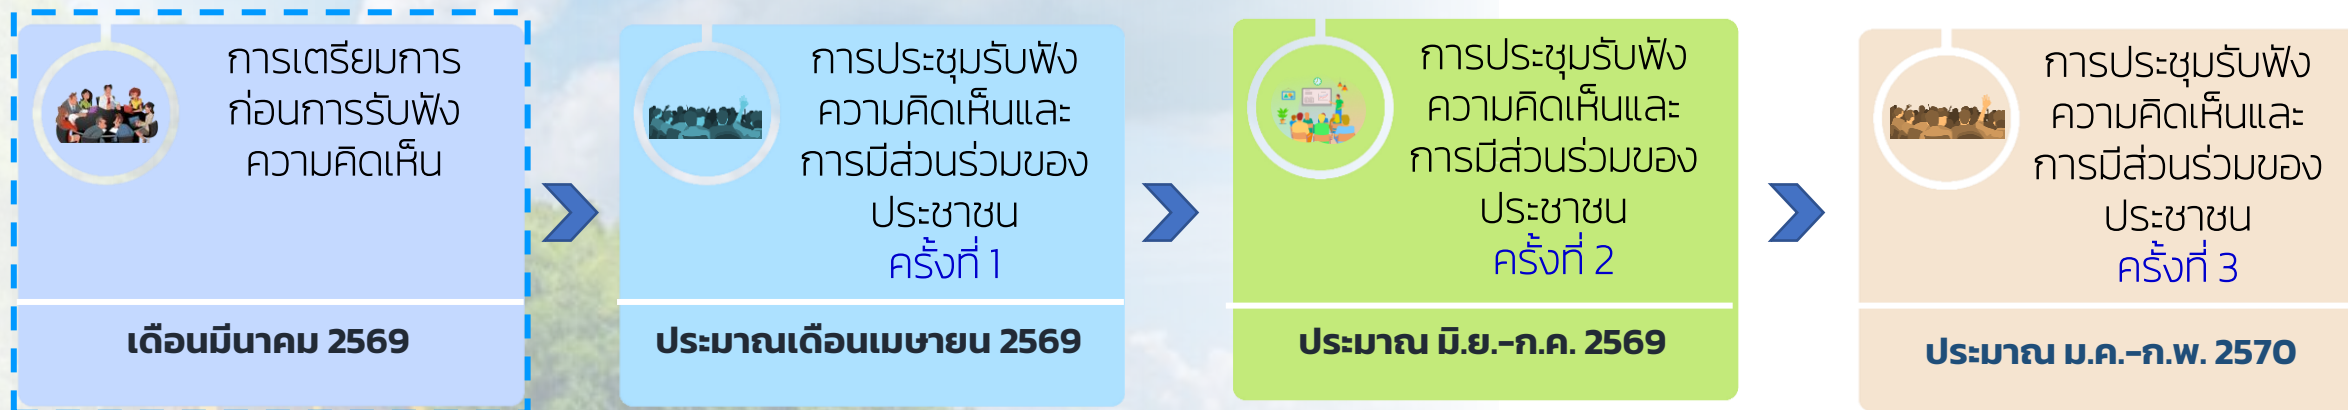 การเตรียมการ
ก่อนการรับฟัง
ความคิดเห็น
เดือนมีนาคม 2569
การประชุมรับฟัง
ความคิดเห็นและ
การมีส่วนร่วมของ
ประชาชน
ครั้งที่ 1
ประมาณเดือนเมษายน 2569
การประชุมรับฟัง
ความคิดเห็นและ
การมีส่วนร่วมของ
ประชาชน
ครั้งที่ 2
ประมาณ มิ.ย.-ก.ค. 2569
การประชุมรับฟัง
ความคิดเห็นและ
การมีส่วนร่วมของ
ประชาชน
ครั้งที่ 3
ประมาณ ม.ค.-ก.พ. 2570